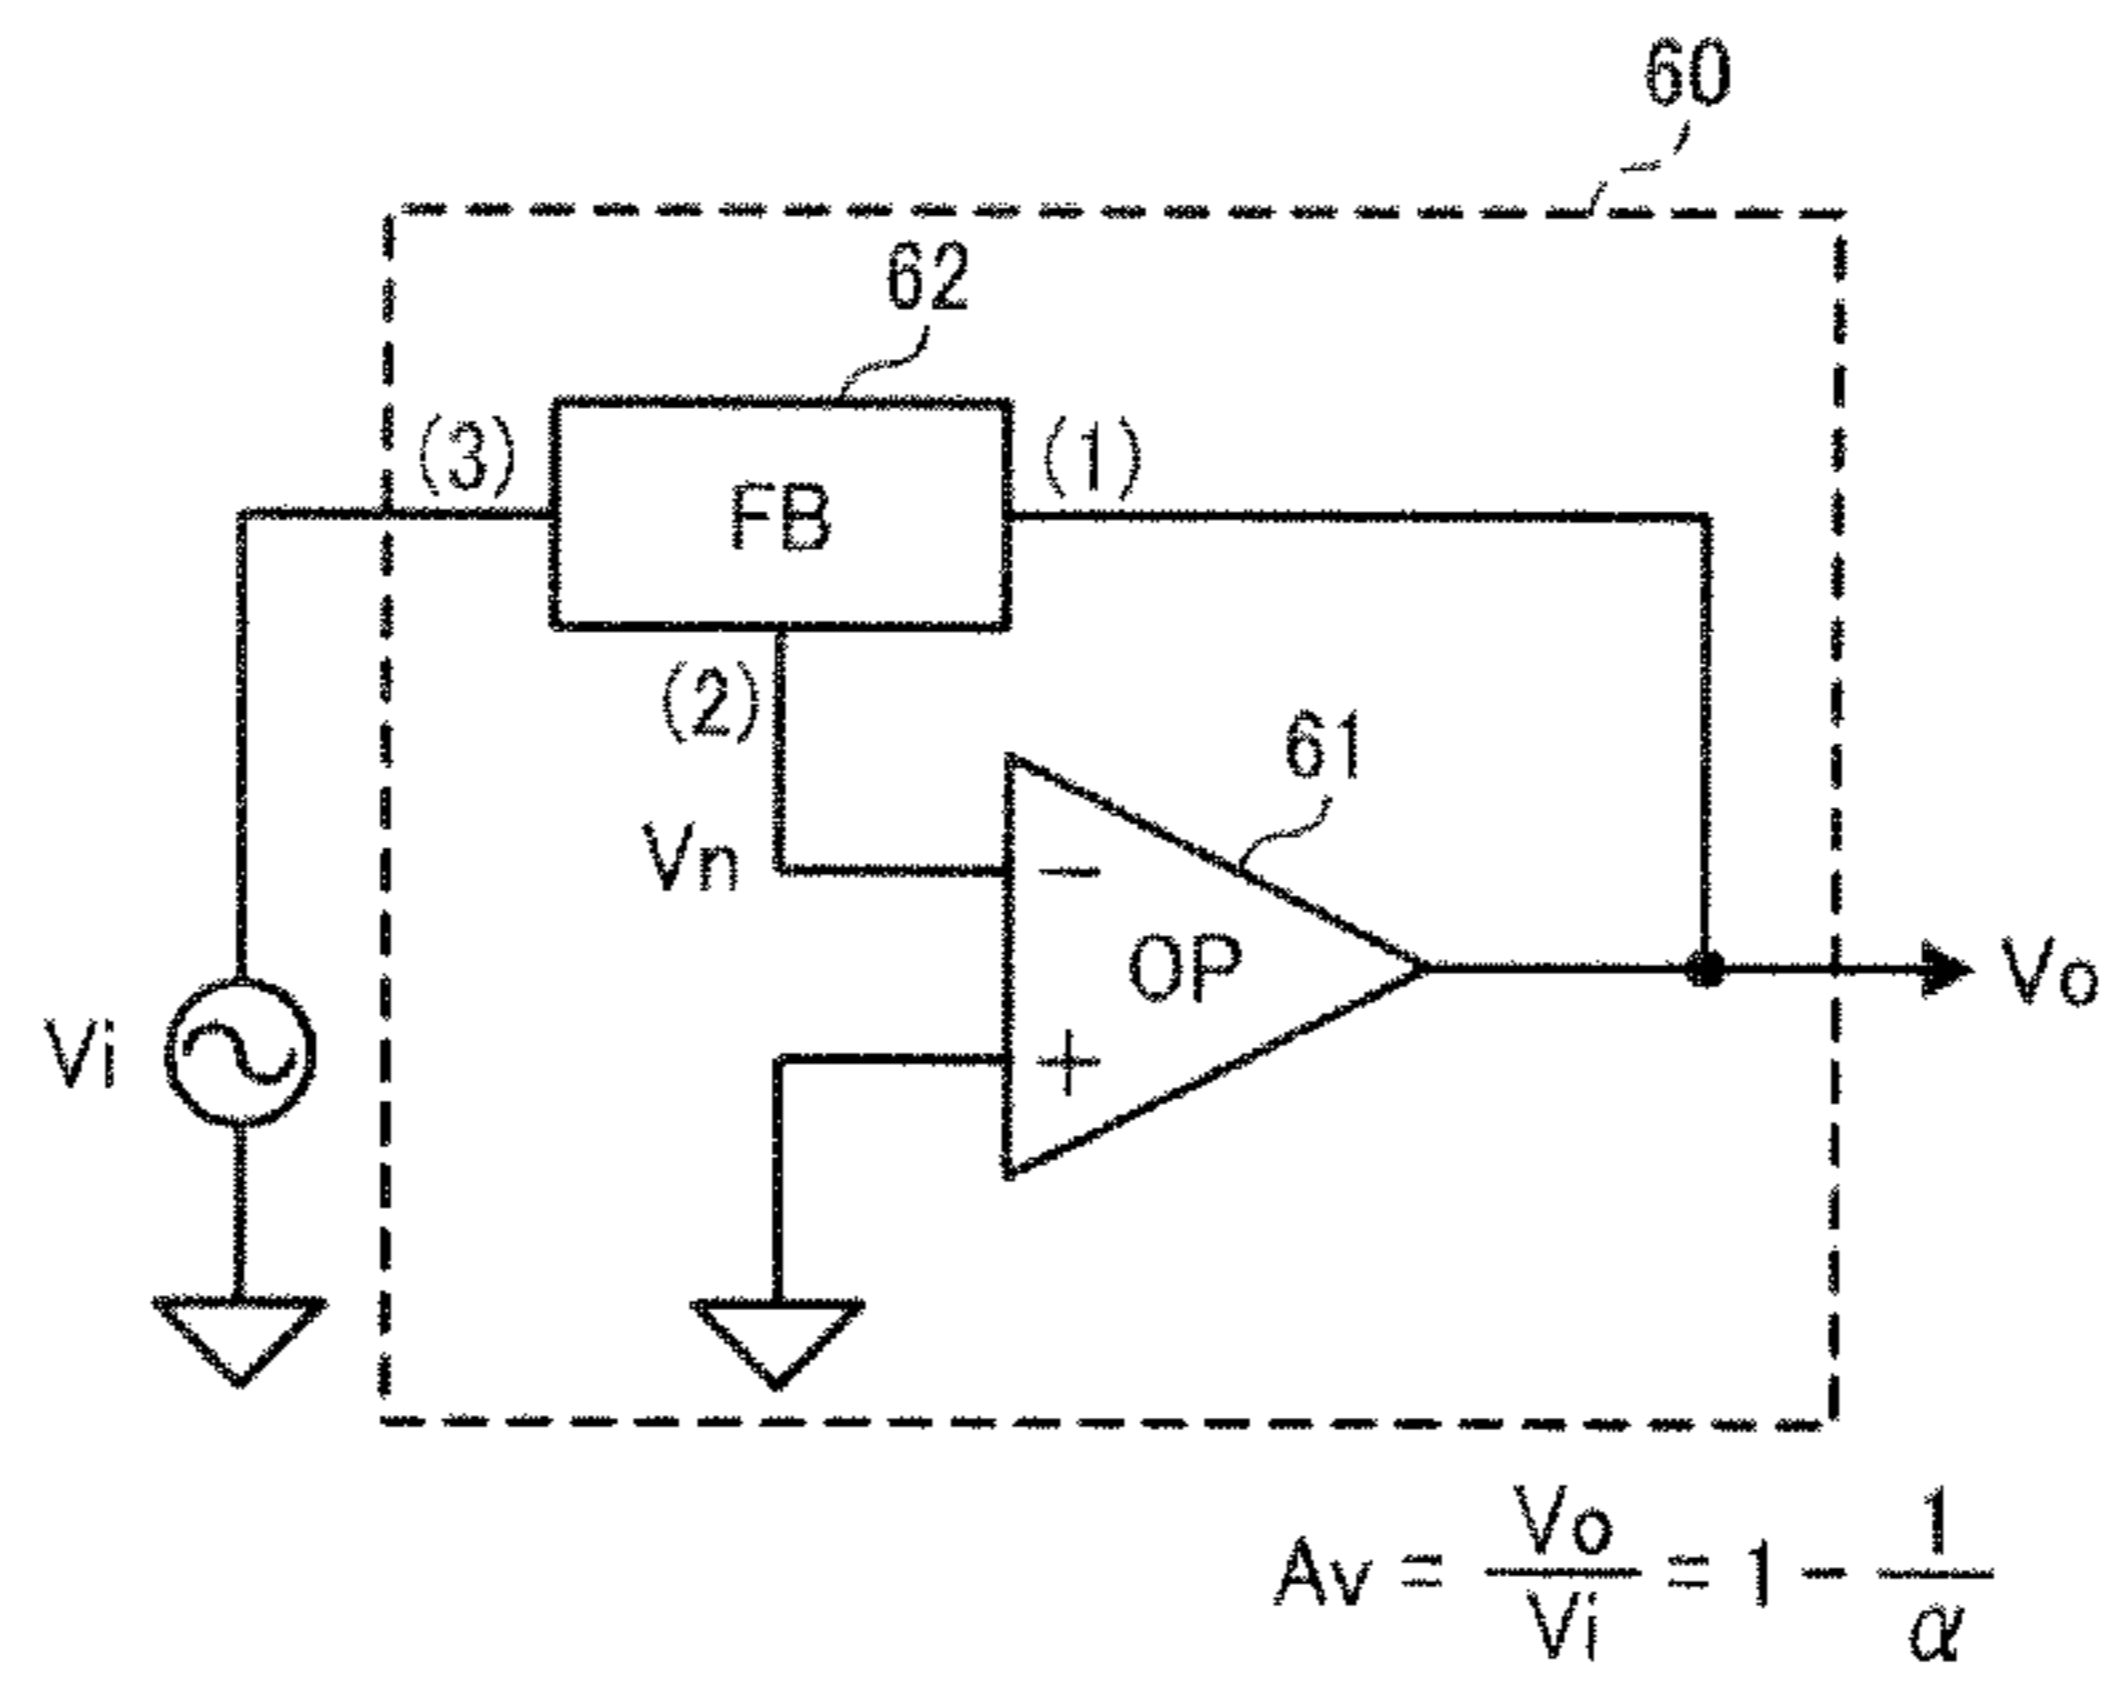 60
62
(3)
FB
(1)
(2)
61
Vn
−
OP
Vo
+
Vi
Av = Vo/Vi = 1 − 1/α